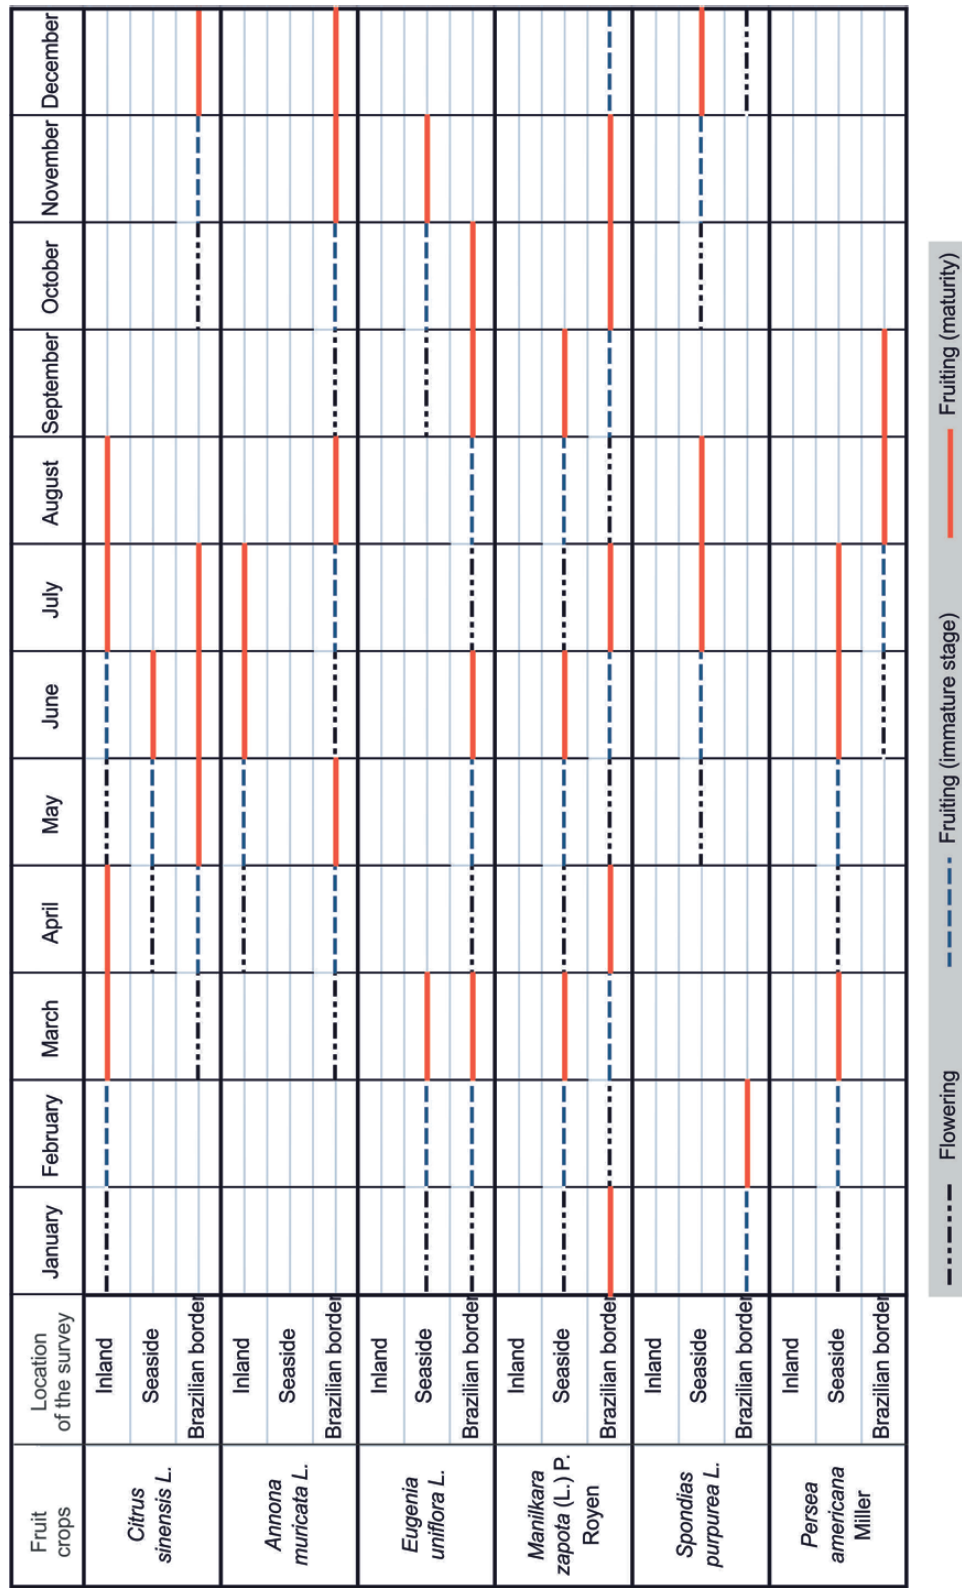 Fruit
crops
Location
of the survey
January
February
March
April
May
June
July
August
September
October
November
December
Citrus
sinensis L.
Inland
Seaside
Brazilian border
Annona
muricata L.
Inland
Seaside
Brazilian border
Eugenia
uniflora L.
Inland
Seaside
Brazilian border
Manilkara
zapota (L.) P.
Royen
Inland
Seaside
Brazilian border
Spondias
purpurea L.
Inland
Seaside
Brazilian border
Persea
americana
Miller
Inland
Seaside
Brazilian border
Flowering
Fruiting (immature stage)
Fruiting (maturity)